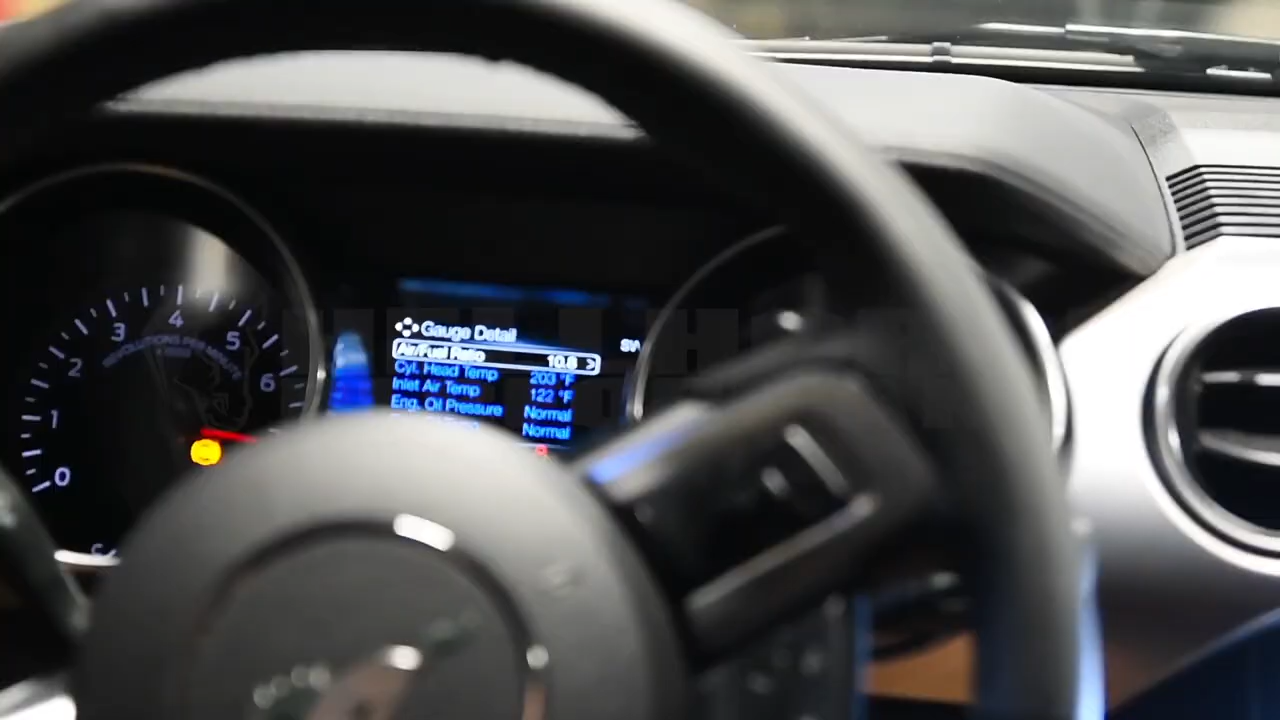 Gauge Detail
SW
Air/Fuel Ratio 10.8
Cyl. Head Temp 203 °F
Inlet Air Temp 122 °F
Eng. Oil Pressure Normal
Normal
0 1 2 3 4 5 6
REVOLUTIONS PER MINUTE